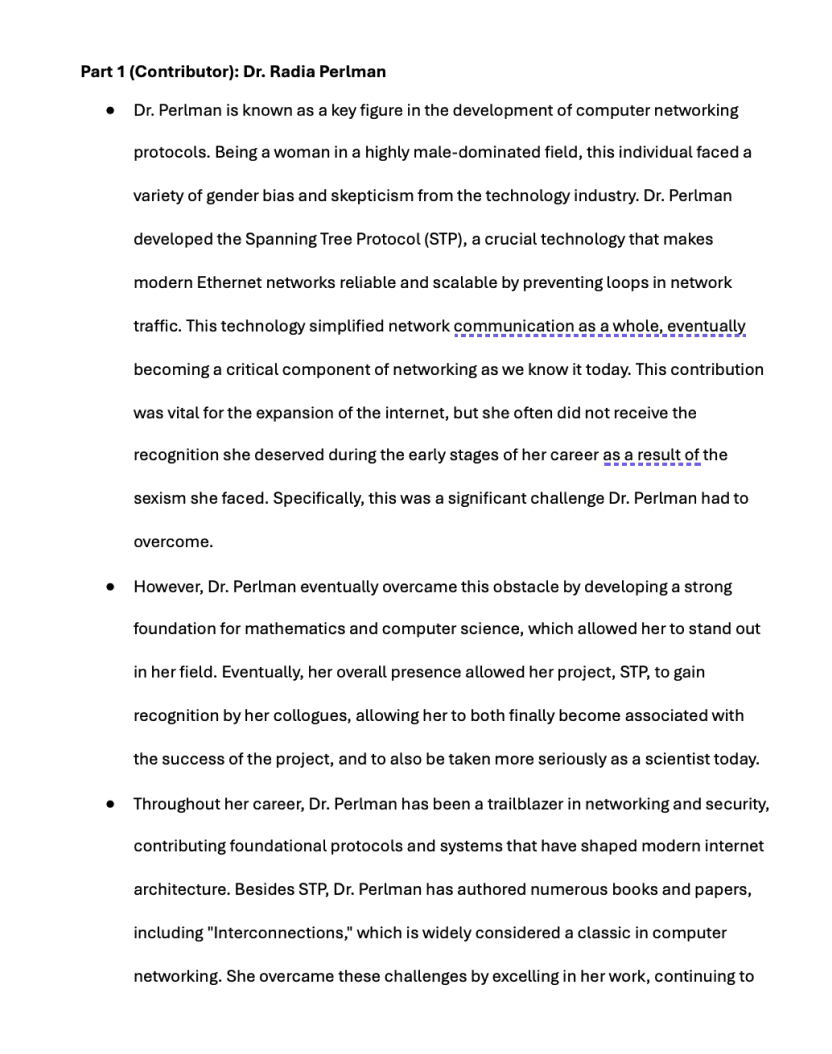 Part 1 (Contributor): Dr. Radia Perlman
● Dr. Perlman is known as a key figure in the development of computer networking
protocols. Being a woman in a highly male-dominated field, this individual faced a
variety of gender bias and skepticism from the technology industry. Dr. Perlman
developed the Spanning Tree Protocol (STP), a crucial technology that makes
modern Ethernet networks reliable and scalable by preventing loops in network
traffic. This technology simplified network communication as a whole, eventually
becoming a critical component of networking as we know it today. This contribution
was vital for the expansion of the internet, but she often did not receive the
recognition she deserved during the early stages of her career as a result of the
sexism she faced. Specifically, this was a significant challenge Dr. Perlman had to
overcome.
● However, Dr. Perlman eventually overcame this obstacle by developing a strong
foundation for mathematics and computer science, which allowed her to stand out
in her field. Eventually, her overall presence allowed her project, STP, to gain
recognition by her collogues, allowing her to both finally become associated with
the success of the project, and to also be taken more seriously as a scientist today.
● Throughout her career, Dr. Perlman has been a trailblazer in networking and security,
contributing foundational protocols and systems that have shaped modern internet
architecture. Besides STP, Dr. Perlman has authored numerous books and papers,
including "Interconnections," which is widely considered a classic in computer
networking. She overcame these challenges by excelling in her work, continuing to